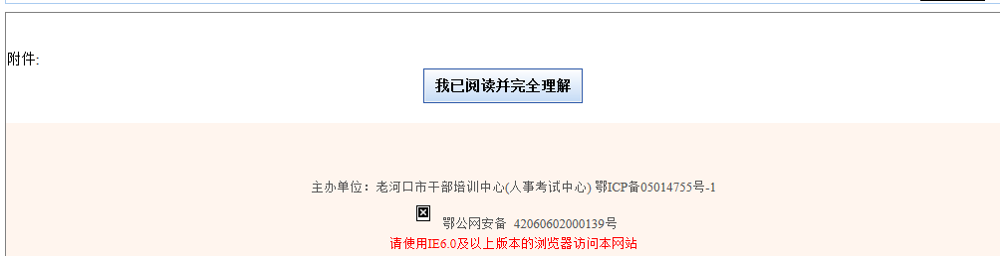 附件:
我已阅读并完全理解
主办单位：老河口市干部培训中心(人事考试中心) 鄂ICP备05014755号-1
鄂公网安备 42060602000139号
请使用IE6.0及以上版本的浏览器访问本网站